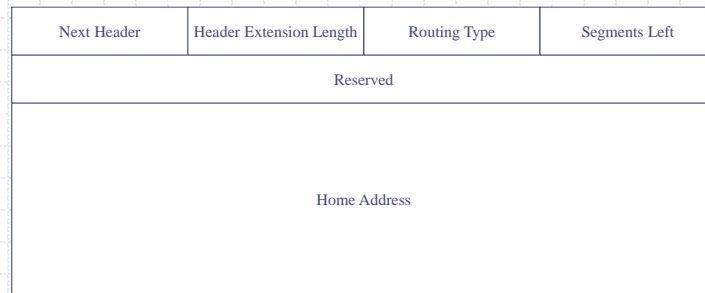 Next Header Header Extension Length Routing Type Segments Left
Reserved
Home Address